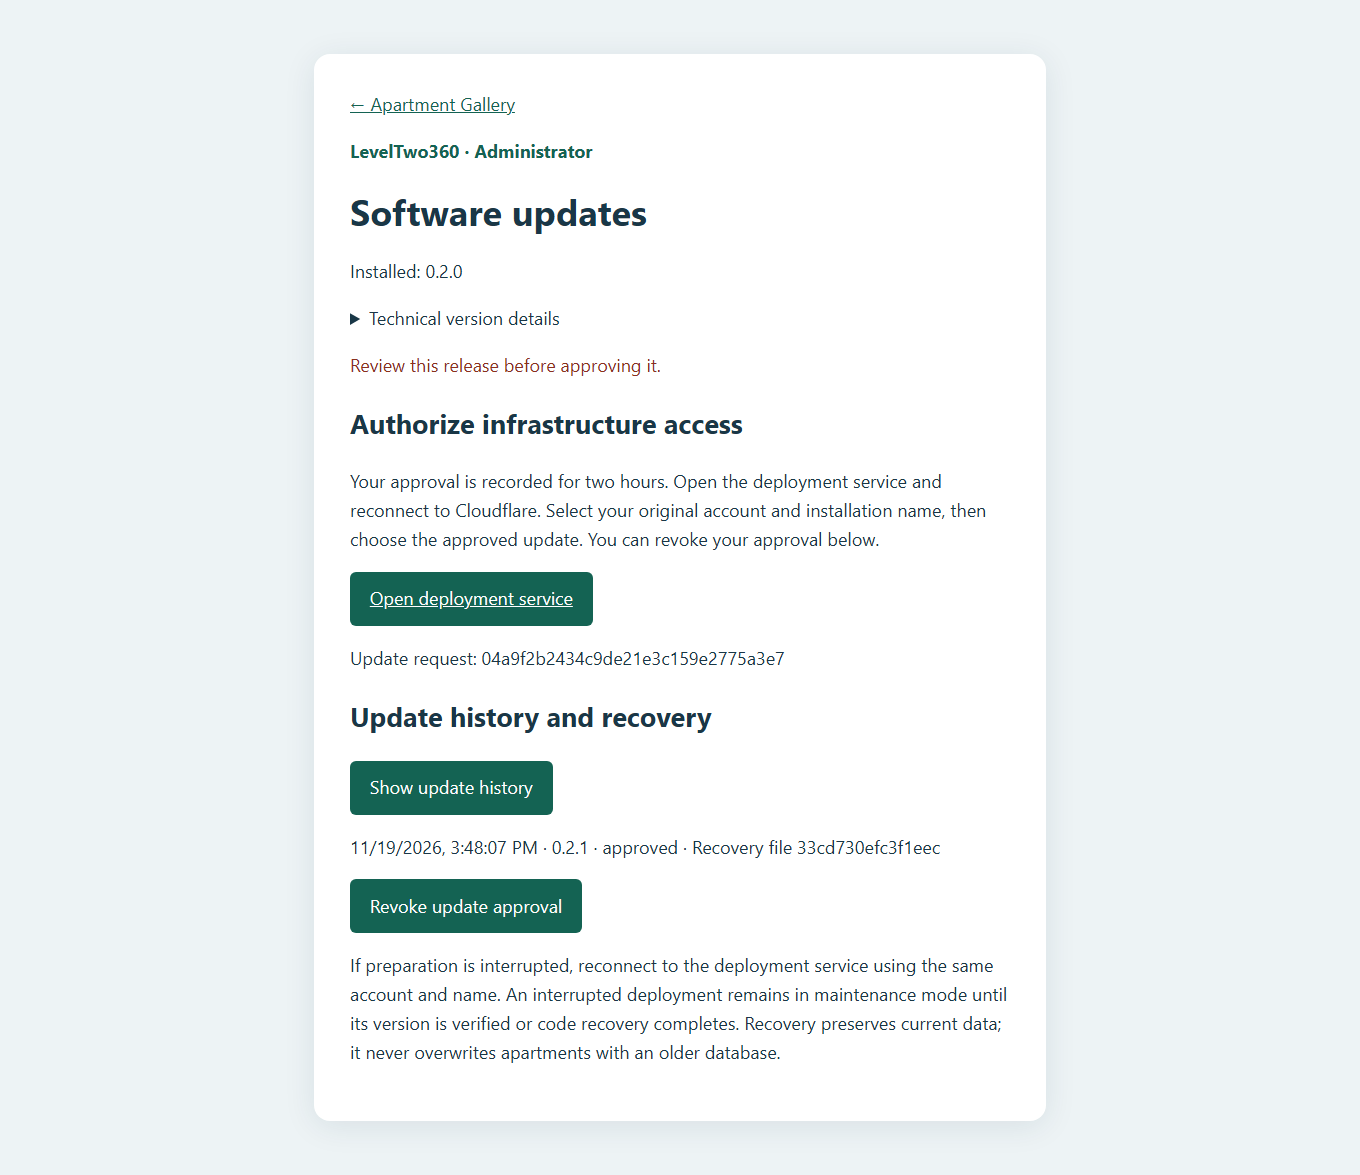 ← Apartment Gallery
LevelTwo360 · Administrator
Software updates
Installed: 0.2.0
▶ Technical version details
Review this release before approving it.
Authorize infrastructure access
Your approval is recorded for two hours. Open the deployment service and
reconnect to Cloudflare. Select your original account and installation name, then
choose the approved update. You can revoke your approval below.
Open deployment service
Update request: 04a9f2b2434c9de21e3c159e2775a3e7
Update history and recovery
Show update history
11/19/2026, 3:48:07 PM · 0.2.1 · approved · Recovery file 33cd730efc3f1eec
Revoke update approval
If preparation is interrupted, reconnect to the deployment service using the same
account and name. An interrupted deployment remains in maintenance mode until
its version is verified or code recovery completes. Recovery preserves current data;
it never overwrites apartments with an older database.